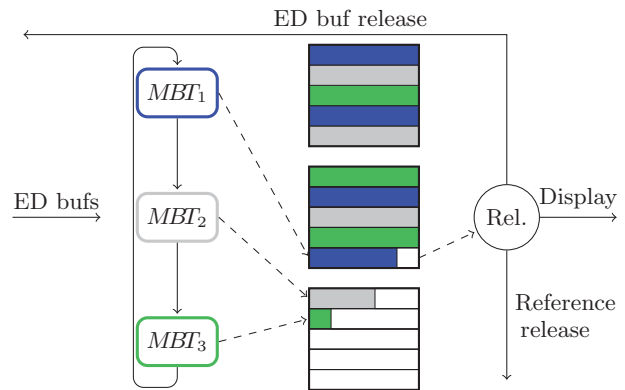 ED buf release
MBT1
ED bufs
MBT2
Rel.
Display
Reference
release
MBT3